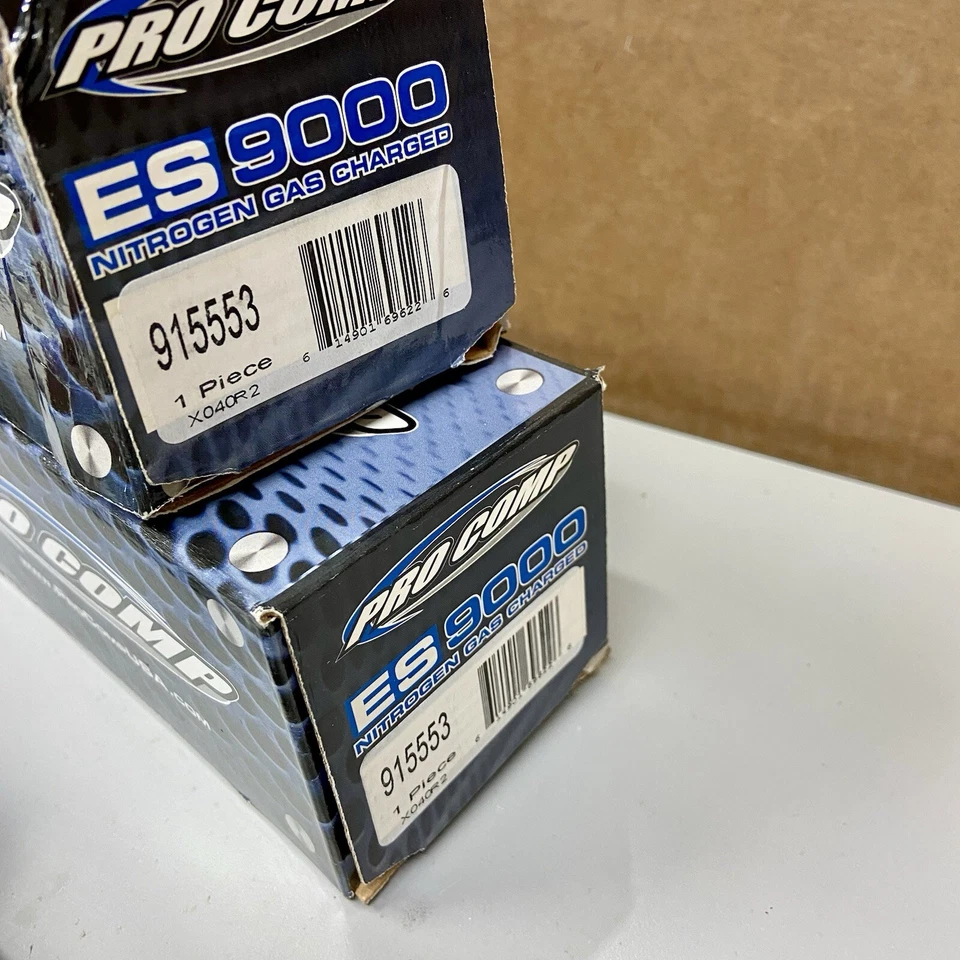 PRO COMP
ES 9000
NITROGEN GAS CHARGED
915553
6 14901 69622 6
1 Piece
X040R2
PRO COMP
PRO COMP
ES 9000
NITROGEN GAS CHARGED
915553
1 Piece
X040R2